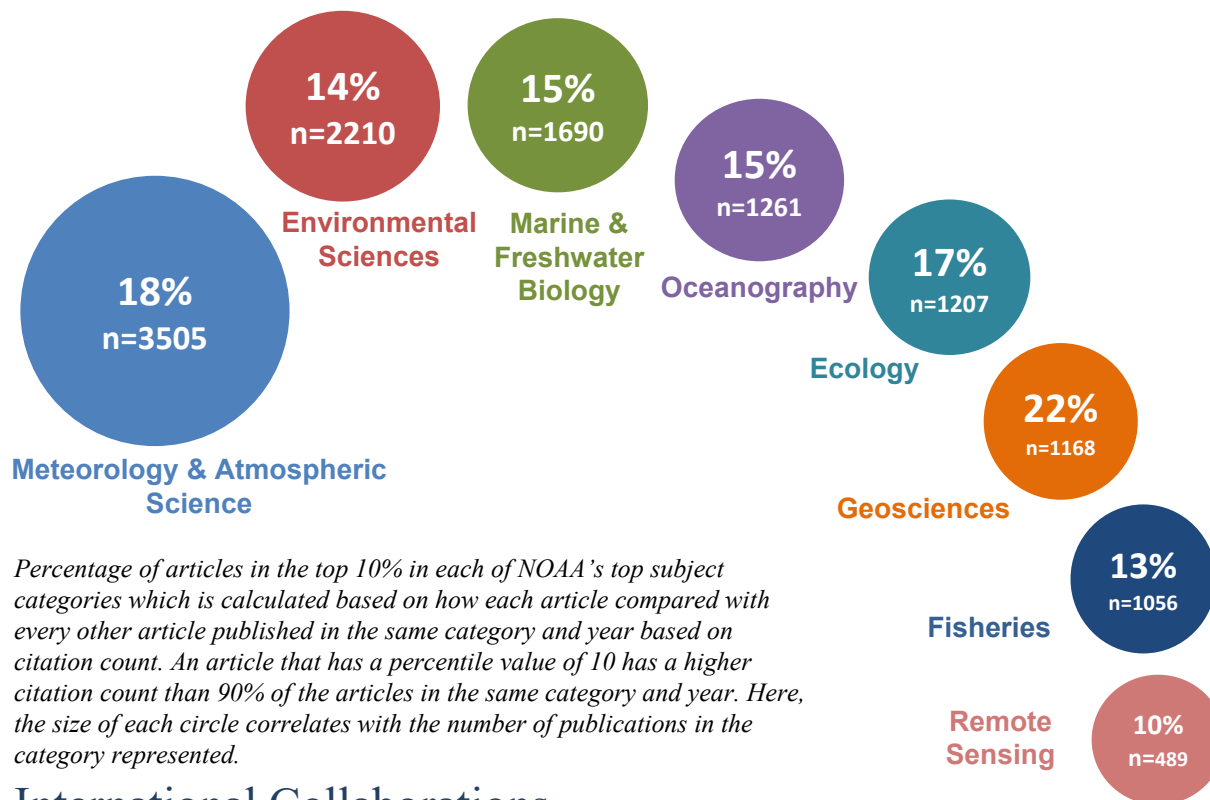 14%
n=2210
Environmental
Sciences
15%
n=1690
Marine &
Freshwater
Biology
15%
n=1261
Oceanography
17%
n=1207
Ecology
18%
n=3505
Meteorology & Atmospheric
Science
22%
n=1168
Geosciences
13%
n=1056
Fisheries
10%
n=489
Remote
Sensing
Percentage of articles in the top 10% in each of NOAA’s top subject
categories which is calculated based on how each article compared with
every other article published in the same category and year based on
citation count. An article that has a percentile value of 10 has a higher
citation count than 90% of the articles in the same category and year. Here,
the size of each circle correlates with the number of publications in the
category represented.
International Collaborations